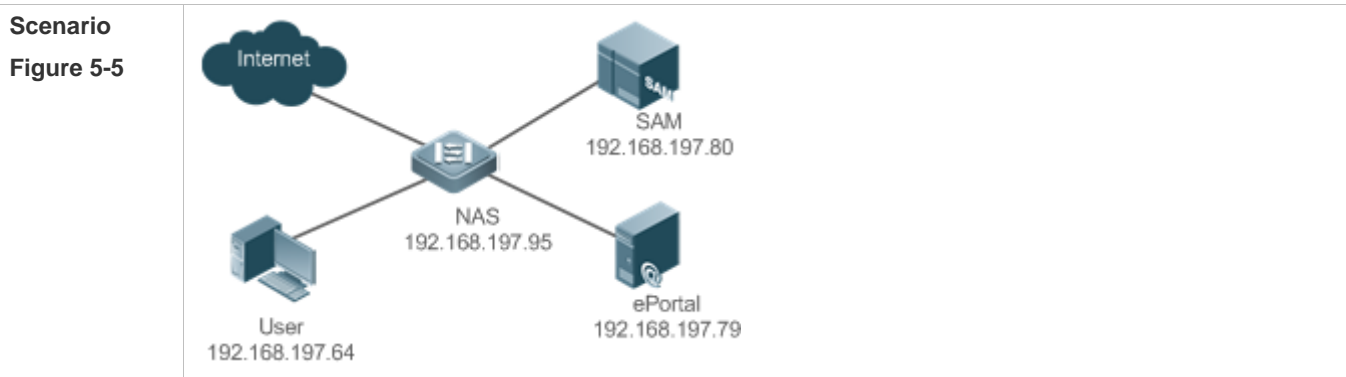 Scenario
Figure 5-5
Internet
SAM
SAM
192.168.197.80
NAS
192.168.197.95
User
192.168.197.64
ePortal
192.168.197.79